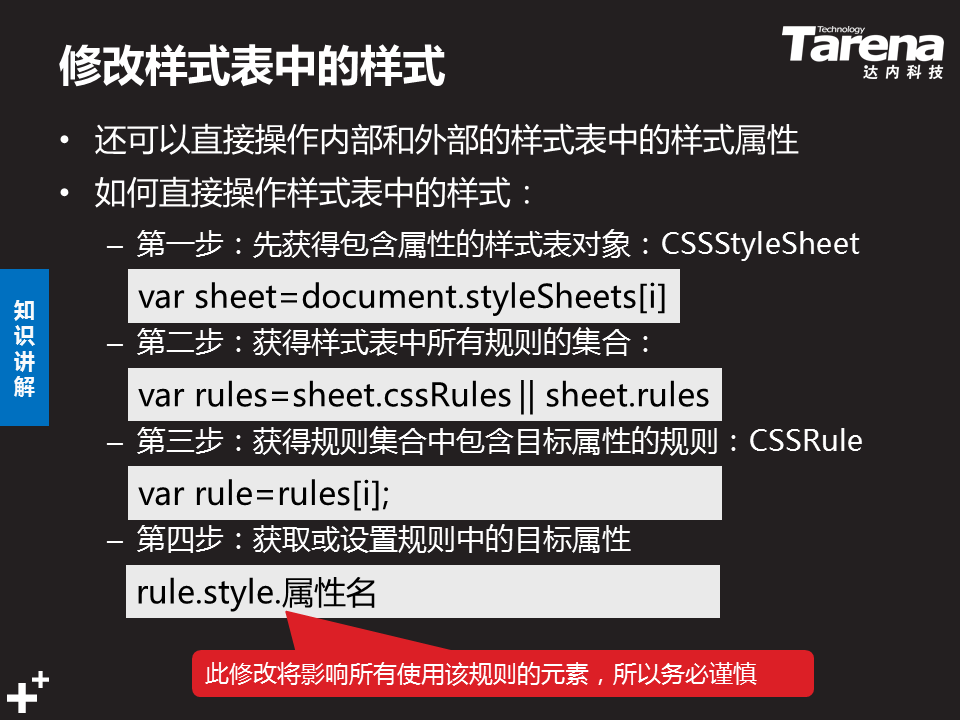 修改样式表中的样式
Technology
Tarena
达内科技
• 还可以直接操作内部和外部的样式表中的样式属性
• 如何直接操作样式表中的样式：
– 第一步：先获得包含属性的样式表对象：CSSStyleSheet
var sheet=document.styleSheets[i]
– 第二步：获得样式表中所有规则的集合：
var rules=sheet.cssRules || sheet.rules
– 第三步：获得规则集合中包含目标属性的规则：CSSRule
var rule=rules[i];
– 第四步：获取或设置规则中的目标属性
rule.style.属性名
此修改将影响所有使用该规则的元素，所以务必谨慎
知
识
讲
解